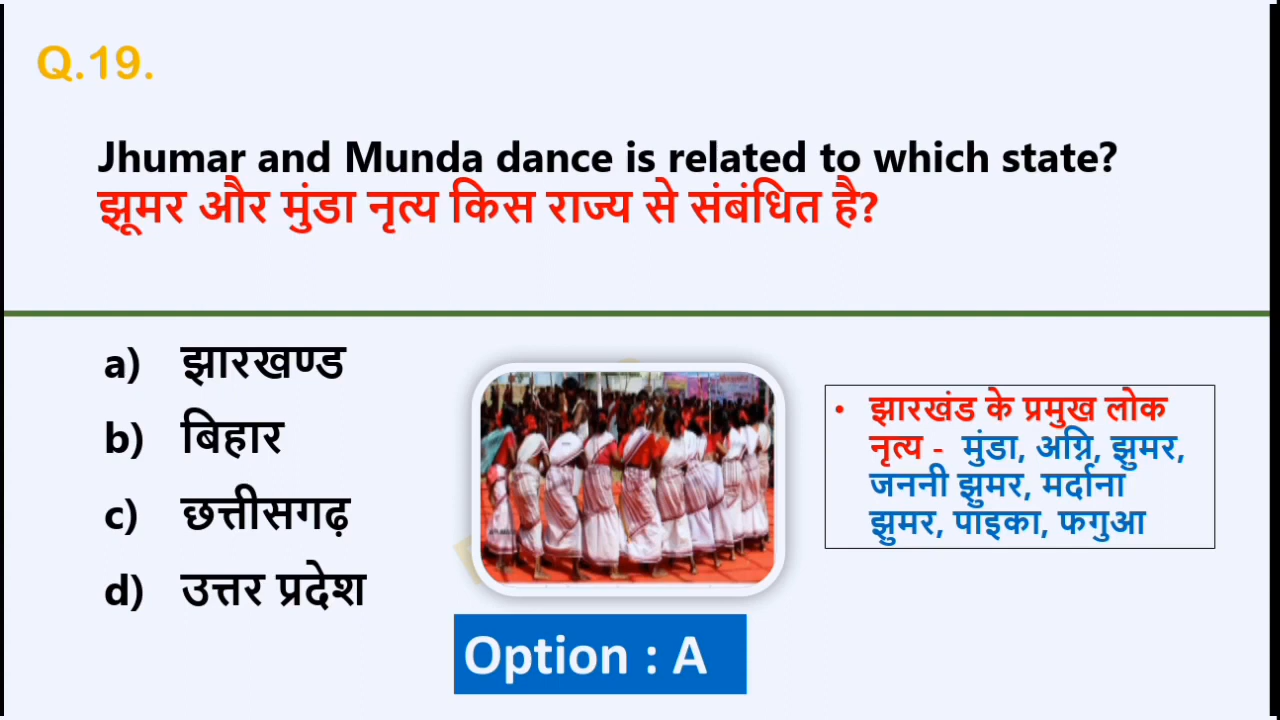 Q.19.
Jhumar and Munda dance is related to which state?
झूमर और मुंडा नृत्य किस राज्य से संबंधित है?
a) झारखण्ड
b) बिहार
c) छत्तीसगढ़
d) उत्तर प्रदेश
• झारखंड के प्रमुख लोक
नृत्य - मुंडा, अग्नि, झुमर,
जननी झुमर, मर्दाना
झुमर, पाइका, फगुआ
Option : A